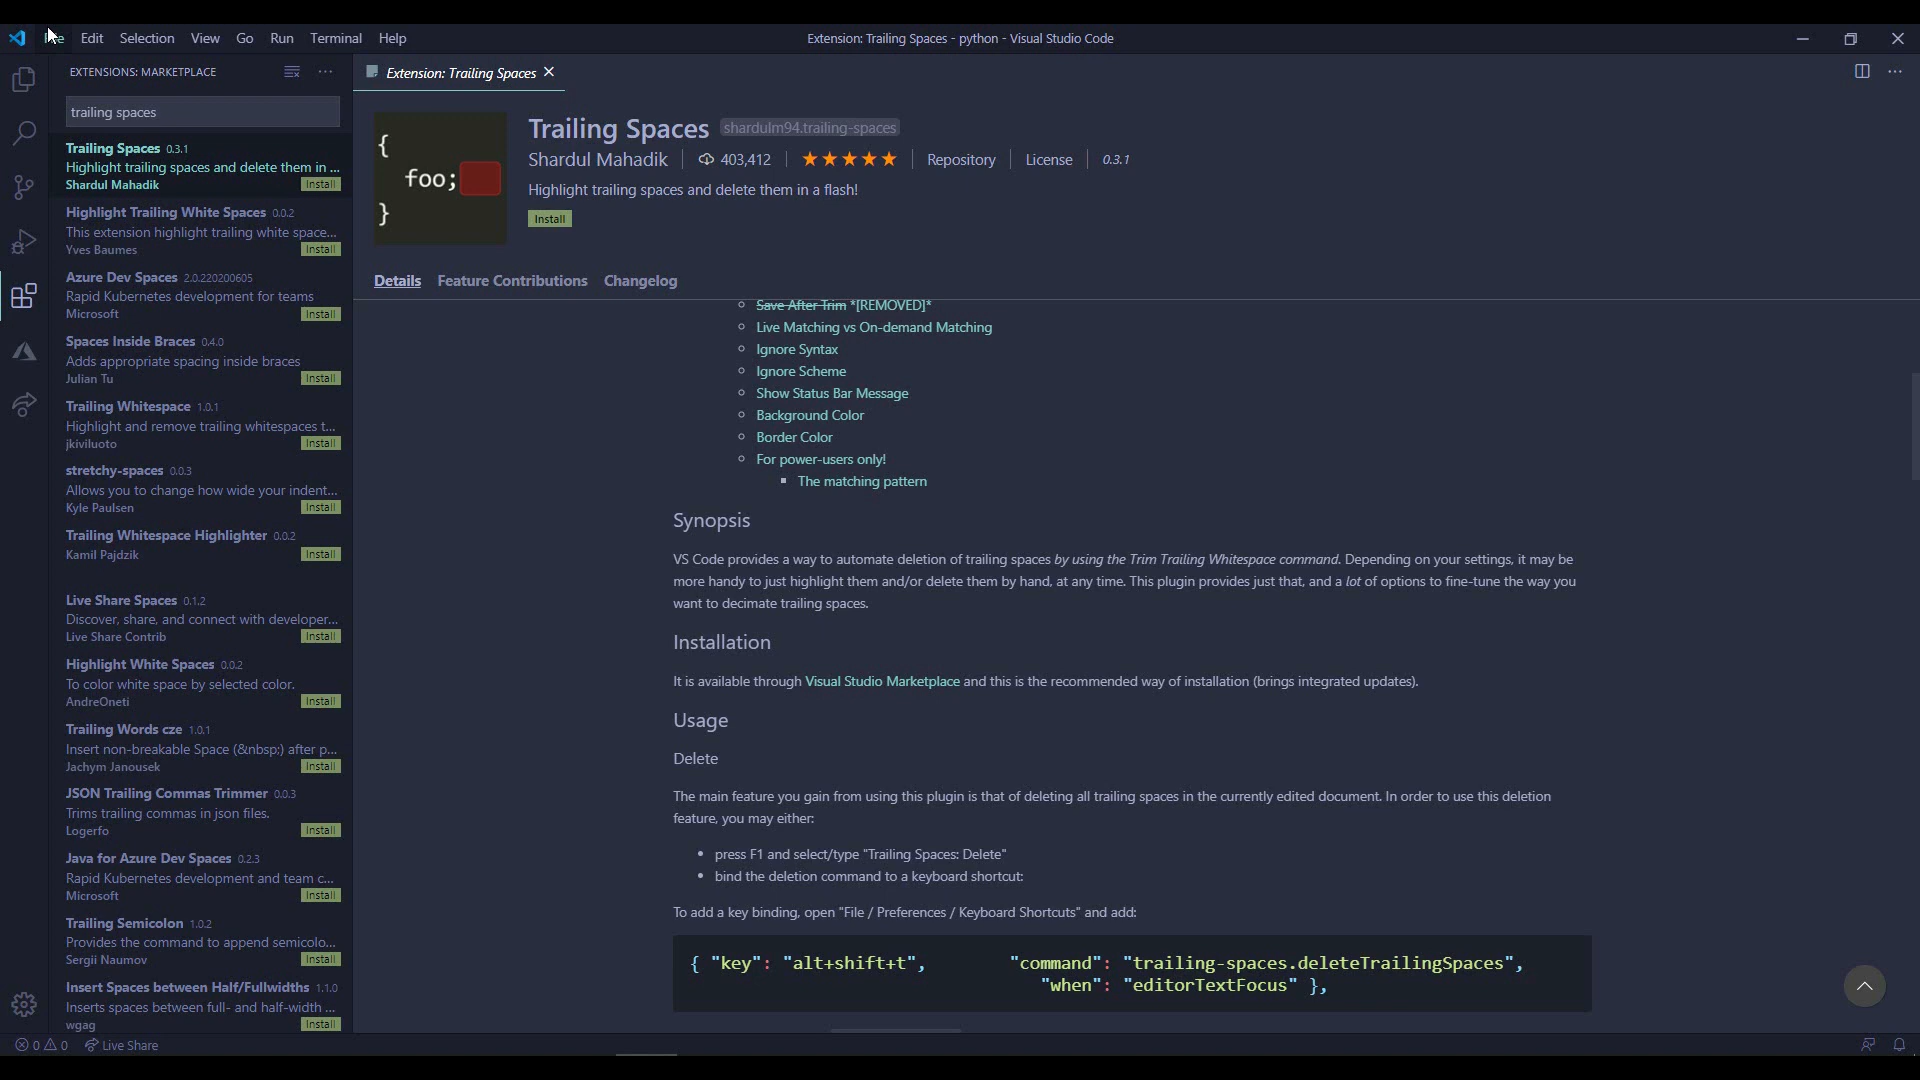 File Edit Selection View Go Run Terminal Help
Extension: Trailing Spaces - python - Visual Studio Code
EXTENSIONS: MARKETPLACE
trailing spaces
Trailing Spaces 0.3.1
Highlight trailing spaces and delete them in ...
Shardul Mahadik Install
Highlight Trailing White Spaces 0.0.2
This extension highlight trailing white space...
Yves Baumes Install
Azure Dev Spaces 2.0.220200605
Rapid Kubernetes development for teams
Microsoft Install
Spaces Inside Braces 0.4.0
Adds appropriate spacing inside braces
Julian Tu Install
Trailing Whitespace 1.0.1
Highlight and remove trailing whitespaces t...
jkiviluoto Install
stretchy-spaces 0.0.3
Allows you to change how wide your indent...
Kyle Paulsen Install
Trailing Whitespace Highlighter 0.0.2
Kamil Pajdzik Install
Live Share Spaces 0.1.2
Discover, share, and connect with developer...
Live Share Contrib Install
Highlight White Spaces 0.0.2
To color white space by selected color.
AndreOneti Install
Trailing Words cze 1.0.1
Insert non-breakable Space (&nbsp;) after p...
Jachym Janousek Install
JSON Trailing Commas Trimmer 0.0.3
Trims trailing commas in json files.
Logerfo Install
Java for Azure Dev Spaces 0.2.3
Rapid Kubernetes development and team c...
Microsoft Install
Trailing Semicolon 1.0.2
Provides the command to append semicolo...
Sergii Naumov Install
Insert Spaces between Half/Fullwidths 1.1.0
Inserts spaces between full- and half-width ...
wgag Install
Extension: Trailing Spaces
{
foo;
}
Trailing Spaces shardulm94.trailing-spaces
Shardul Mahadik 403,412 ★★★★★ Repository License 0.3.1
Highlight trailing spaces and delete them in a flash!
Install
Details Feature Contributions Changelog
Save After Trim *[REMOVED]*
Live Matching vs On-demand Matching
Ignore Syntax
Ignore Scheme
Show Status Bar Message
Background Color
Border Color
For power-users only!
The matching pattern
Synopsis
VS Code provides a way to automate deletion of trailing spaces by using the Trim Trailing Whitespace command. Depending on your settings, it may be
more handy to just highlight them and/or delete them by hand, at any time. This plugin provides just that, and a lot of options to fine-tune the way you
want to decimate trailing spaces.
Installation
It is available through Visual Studio Marketplace and this is the recommended way of installation (brings integrated updates).
Usage
Delete
The main feature you gain from using this plugin is that of deleting all trailing spaces in the currently edited document. In order to use this deletion
feature, you may either:
• press F1 and select/type "Trailing Spaces: Delete"
• bind the deletion command to a keyboard shortcut:
To add a key binding, open "File / Preferences / Keyboard Shortcuts" and add:
{ "key": "alt+shift+t", "command": "trailing-spaces.deleteTrailingSpaces",
"when": "editorTextFocus" },
0 0 Live Share